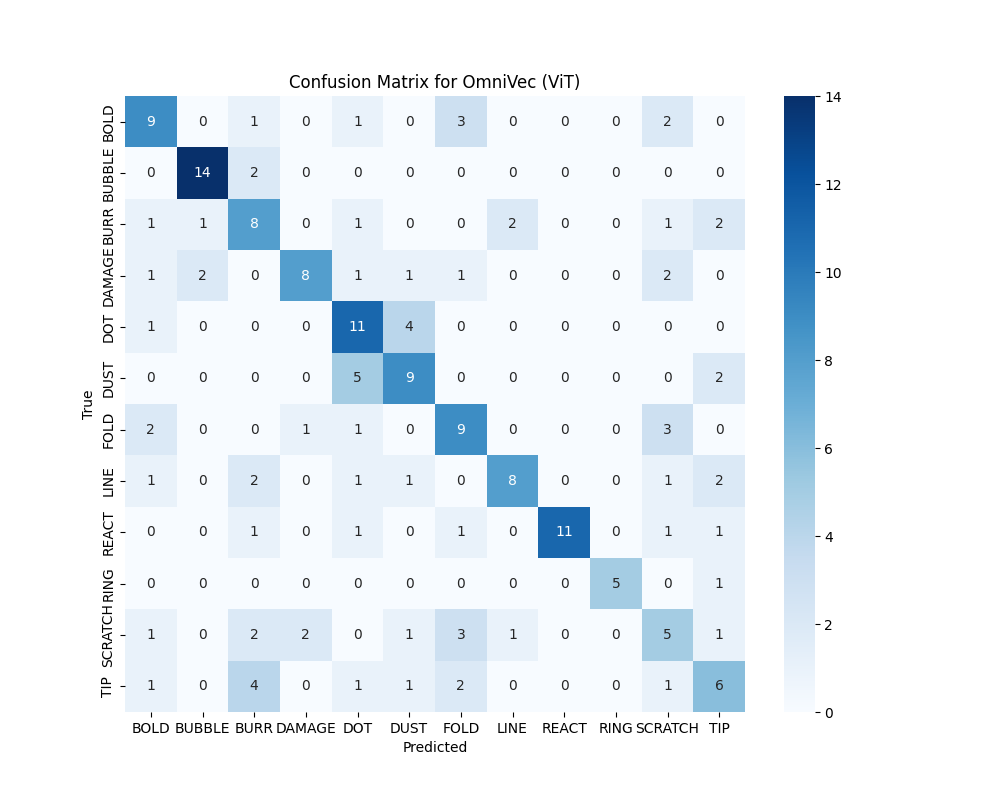 Confusion Matrix for OmniVec (ViT)
True
BOLD 9 0 1 0 1 0 3 0 0 0 2 0
BUBBLE 0 14 2 0 0 0 0 0 0 0 0 0
BURR 1 1 8 0 1 0 0 2 0 0 1 2
DAMAGE 1 2 0 8 1 1 1 0 0 0 2 0
DOT 1 0 0 0 11 4 0 0 0 0 0 0
DUST 0 0 0 0 5 9 0 0 0 0 0 2
FOLD 2 0 0 1 1 0 9 0 0 0 3 0
LINE 1 0 2 0 1 1 0 8 0 0 1 2
REACT 0 0 1 0 1 0 1 0 11 0 1 1
RING 0 0 0 0 0 0 0 0 0 5 0 1
SCRATCH 1 0 2 2 0 1 3 1 0 0 5 1
TIP 1 0 4 0 1 1 2 0 0 0 1 6
BOLD BUBBLE BURR DAMAGE DOT DUST FOLD LINE REACT RING SCRATCH TIP
Predicted
14
12
10
8
6
4
2
0